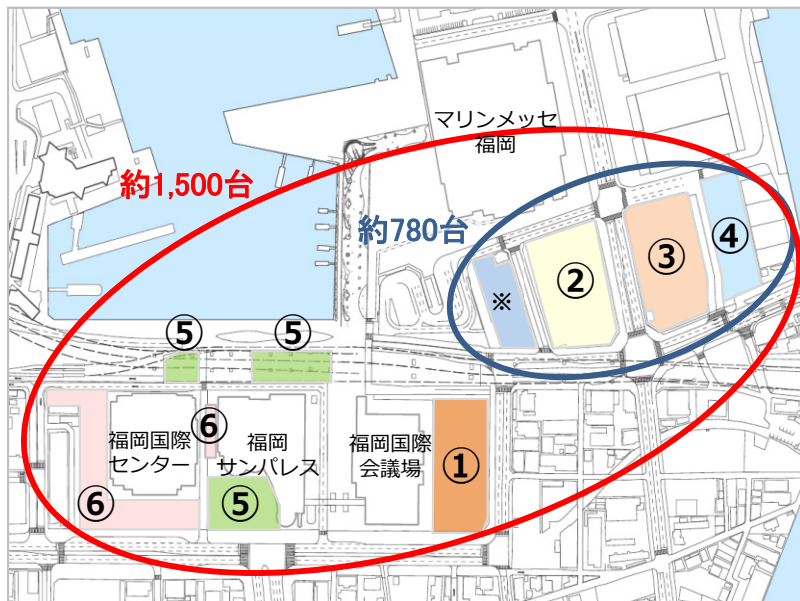 マリンメッセ
福岡
約1,500台
約780台
④
③
②
※
⑤
⑤
⑥
福岡国際
センター
福岡
サンパレス
福岡国際
会議場
①
⑥
⑤